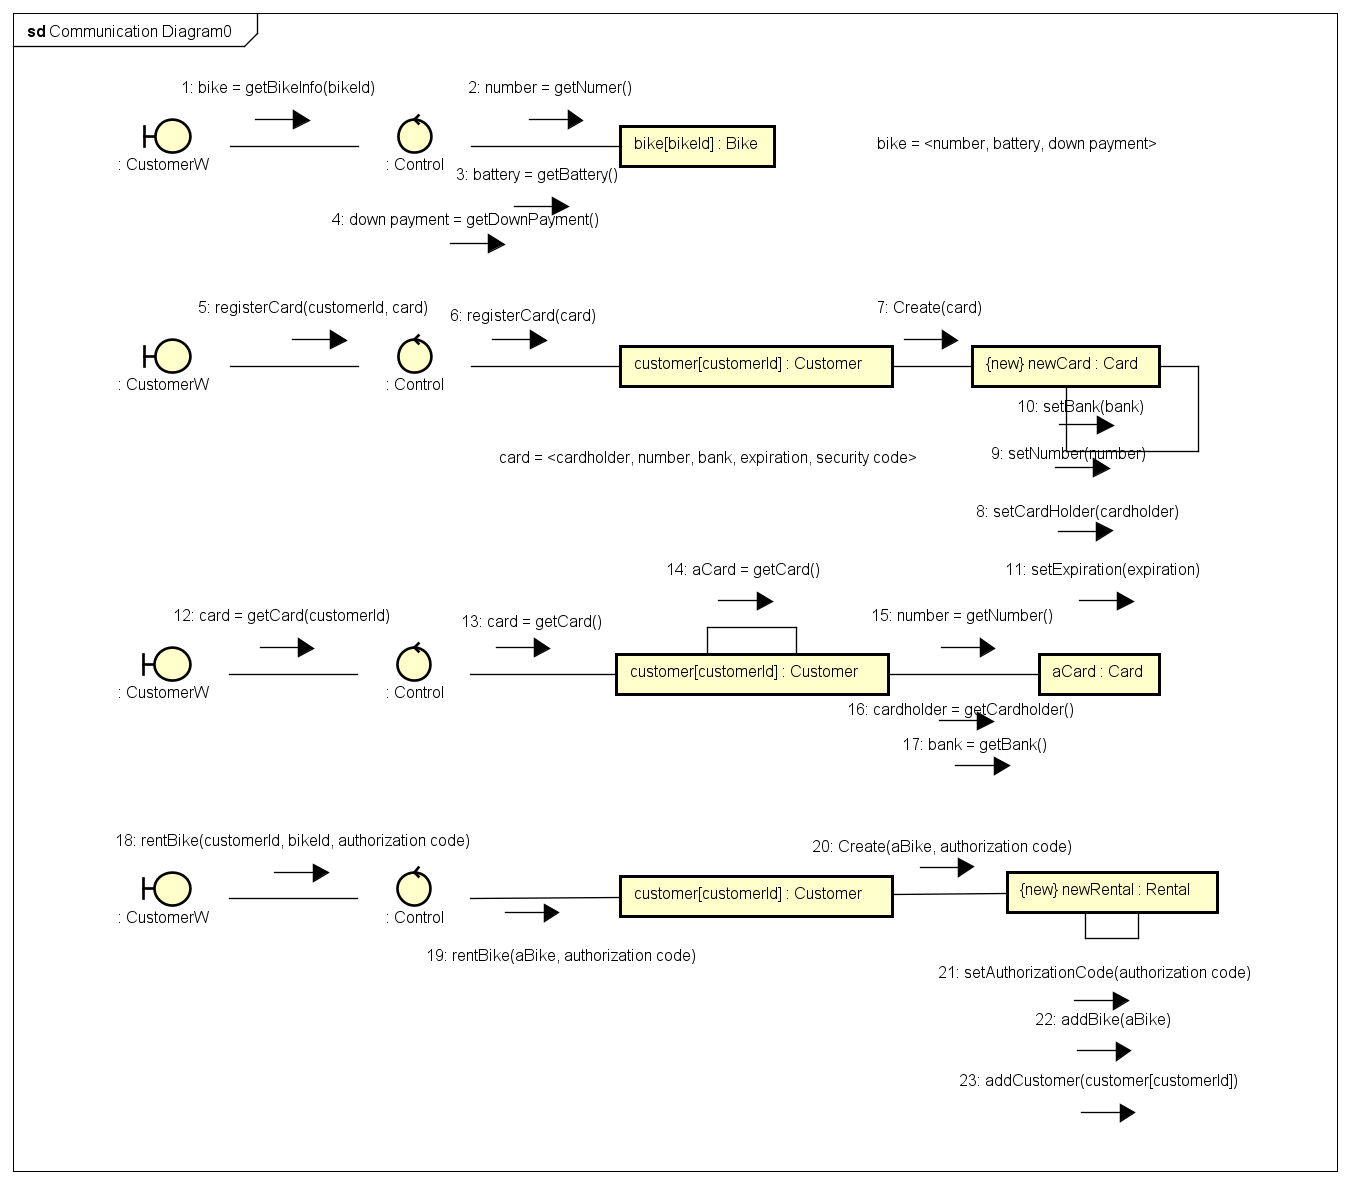 sd Communication Diagram0
1: bike = getBikeInfo(bikeId)
2: number = getNumer()
bike[bikeId] : Bike
bike = <number, battery, down payment>
: CustomerW
: Control
3: battery = getBattery()
4: down payment = getDownPayment()
5: registerCard(customerId, card)
6: registerCard(card)
7: Create(card)
customer[customerId] : Customer
{new} newCard : Card
: CustomerW
: Control
10: setBank(bank)
card = <cardholder, number, bank, expiration, security code>
9: setNumber(number)
8: setCardHolder(cardholder)
14: aCard = getCard()
11: setExpiration(expiration)
12: card = getCard(customerId)
13: card = getCard()
15: number = getNumber()
customer[customerId] : Customer
aCard : Card
: CustomerW
: Control
16: cardholder = getCardholder()
17: bank = getBank()
18: rentBike(customerId, bikeId, authorization code)
20: Create(aBike, authorization code)
customer[customerId] : Customer
{new} newRental : Rental
: CustomerW
: Control
19: rentBike(aBike, authorization code)
21: setAuthorizationCode(authorization code)
22: addBike(aBike)
23: addCustomer(customer[customerId])